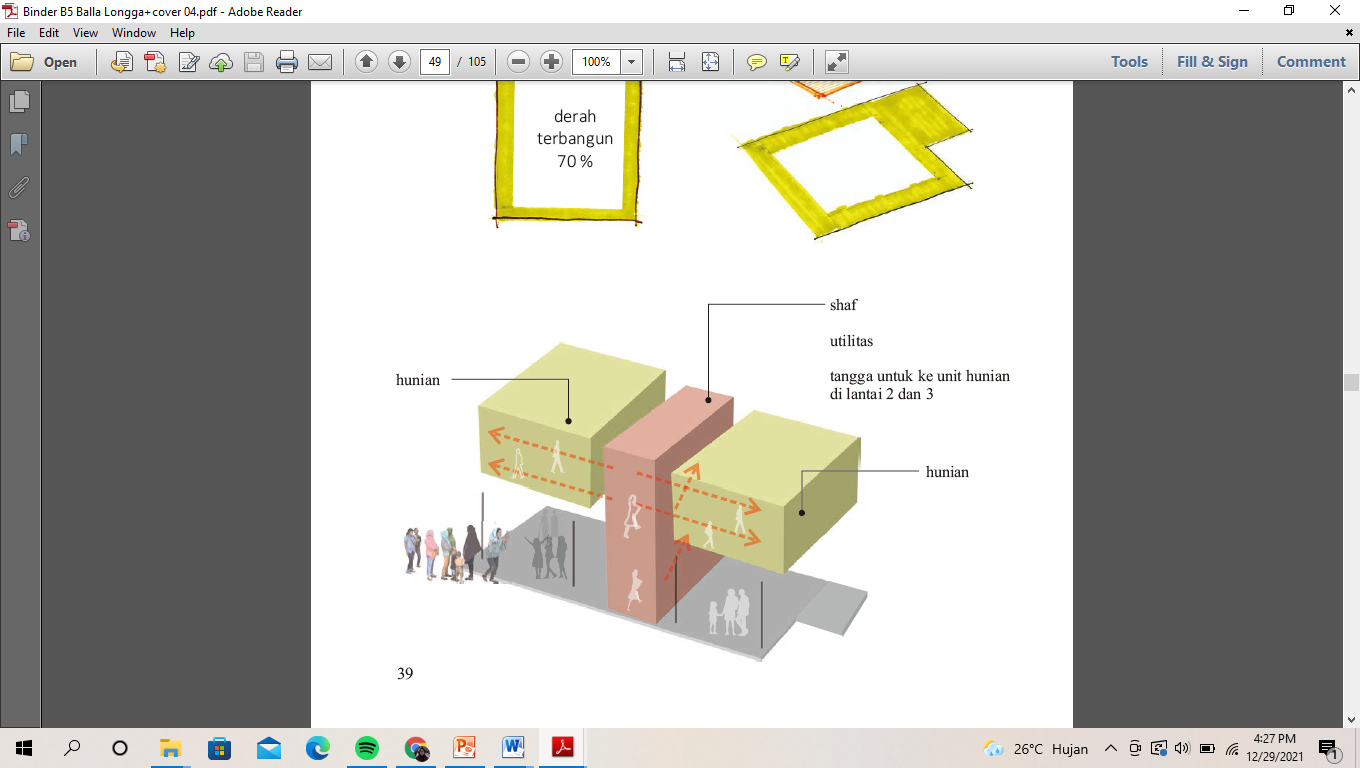 Binder B5 Balla Longga+cover 04.pdf - Adobe Reader
File Edit View Window Help
Open 49 / 105 100% Tools Fill & Sign Comment
derah
terbangun
70 %
shaf
utilitas
tangga untuk ke unit hunian
di lantai 2 dan 3
hunian
hunian
39
26°C Hujan
4:27 PM
12/29/2021
1